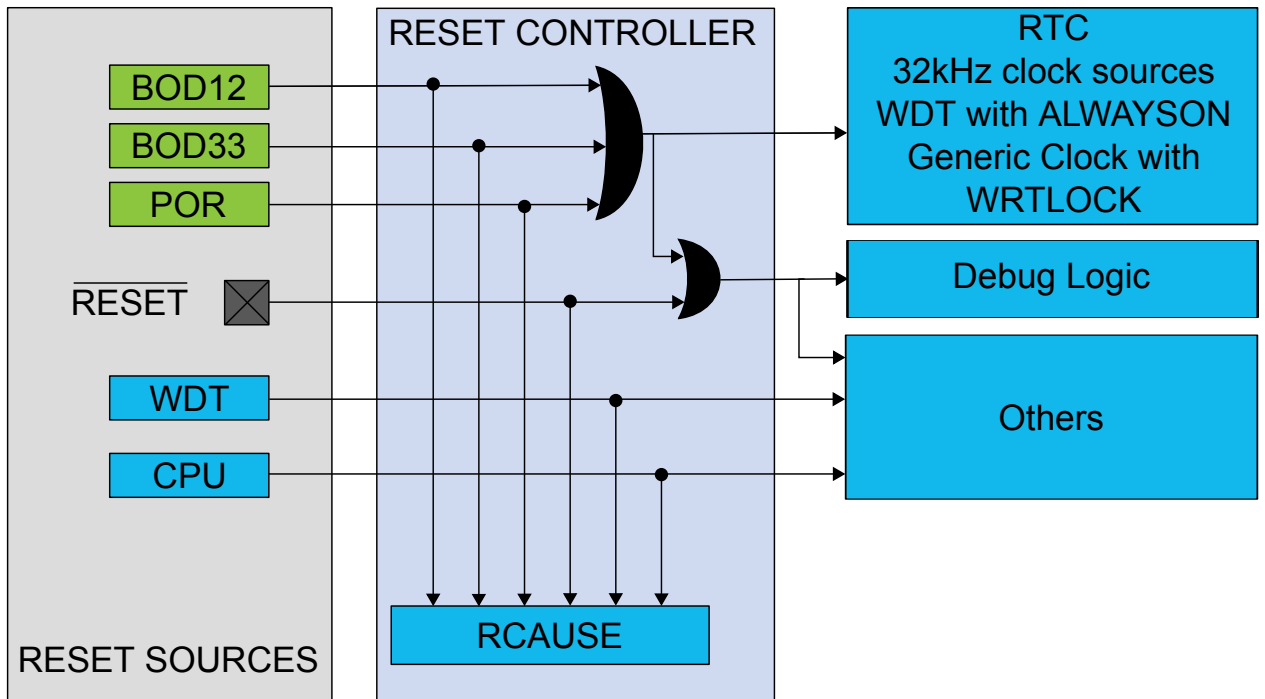 RESET SOURCES
BOD12
BOD33
POR
RESET
WDT
CPU
RESET CONTROLLER
RCAUSE
RTC
32kHz clock sources
WDT with ALWAYSON
Generic Clock with
WRTLOCK
Debug Logic
Others